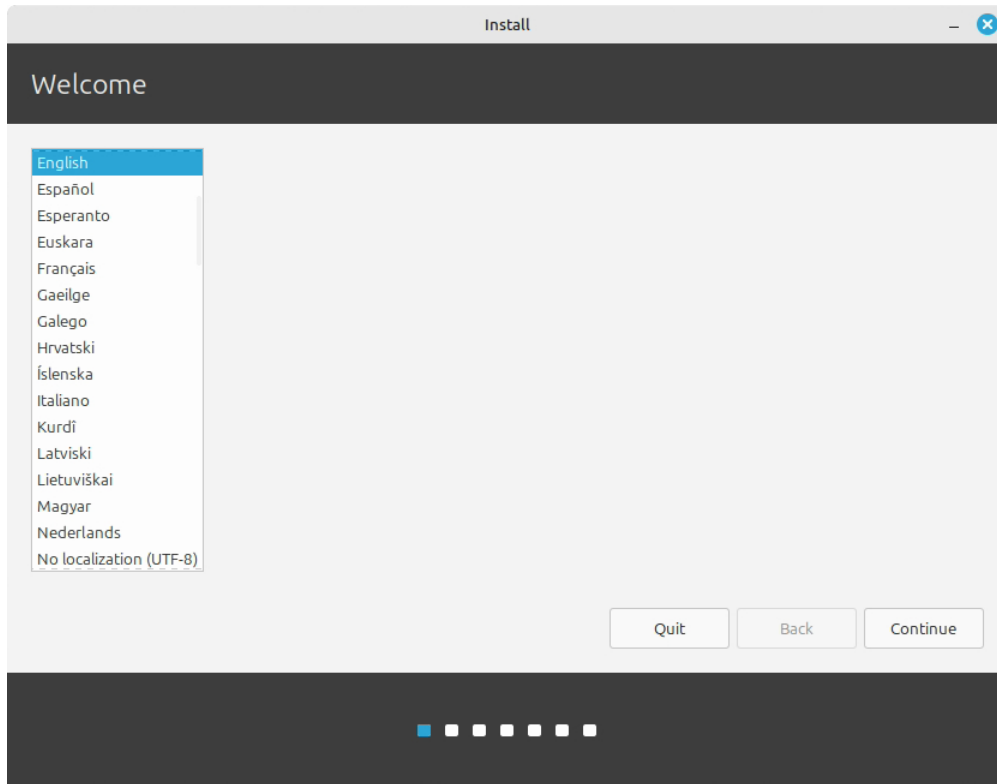 Install
Welcome
English
Español
Esperanto
Euskara
Français
Gaeilge
Galego
Hrvatski
Íslenska
Italiano
Kurdî
Latviski
Lietuviškai
Magyar
Nederlands
No localization (UTF-8)
Quit Back Continue